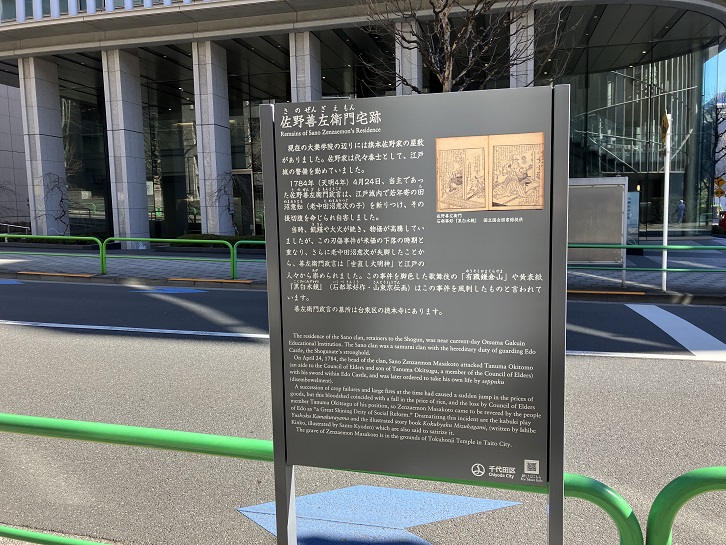 さのぜんざえもん
佐野善左衛門宅跡
Remains of Sano Zenzaemon's Residence
現在の大妻学院の辺りには旗本佐野家の屋敷
がありました。佐野家は代々番士として、江戸
城の警備を勤めていました。
1784年（天明4年）4月24日、当主であっ
た佐野善左衛門政言は、江戸城内で若年寄の田
沼意知（老中田沼意次の子）を斬りつけ、その
後切腹を命じられ自害しました。
当時、飢饉や大火が続き、物価が高騰してい
ましたが、この刃傷事件が米価の下落の時期と
重なり、さらに老中田沼意次が失脚したことか
ら、善左衛門政言は「世直し大明神」と江戸の
人々から崇められました。この事件を脚色した歌舞伎の「有職鎌倉山」や黄表紙
『黒白水鏡』（石部琴好作・山東京伝画）はこの事件を風刺したものと言われて
います。
善左衛門政言の墓所は台東区の徳本寺にあります。
佐野善左衛門
石部琴好『黒白水鏡』 国立国会図書館提供
The residence of the Sano clan, retainers to the Shogun, was near current-day Otsuma Gakuin
Educational Institution. The Sano clan was a samurai clan with the hereditary duty of guarding Edo
Castle, the Shogunate's stronghold.
On April 24, 1784, the head of the clan, Sano Zenzaemon Masakoto attacked Tanuma Okitomo
(an aide to the Council of Elders and son of Tanuma Okitsugu, a member of the Council of Elders)
with his sword within Edo Castle, and was later ordered to take his own life by seppuku
(disembowelment).
A succession of crop failures and large fires at the time had caused a sudden jump in the prices of
goods, but this bloodshed coincided with a fall in the price of rice, and the loss by Council of Elders
member Tanuma Okitsugu of his position, so Zenzaemon Masakoto came to be revered by the people
of Edo as "a Great Shining Deity of Social Reform." Dramatizing this incident are the kabuki play
Yushoku Kamakurayama and the illustrated story book Kokubyaku Mizukagami, (written by Ishibe
Kinko, illustrated by Santo Kyoden) which are also said to satirize it.
The grave of Zenzaemon Masakoto is in the grounds of Tokuhonji Temple in Taito City.
千代田区
Chiyoda City